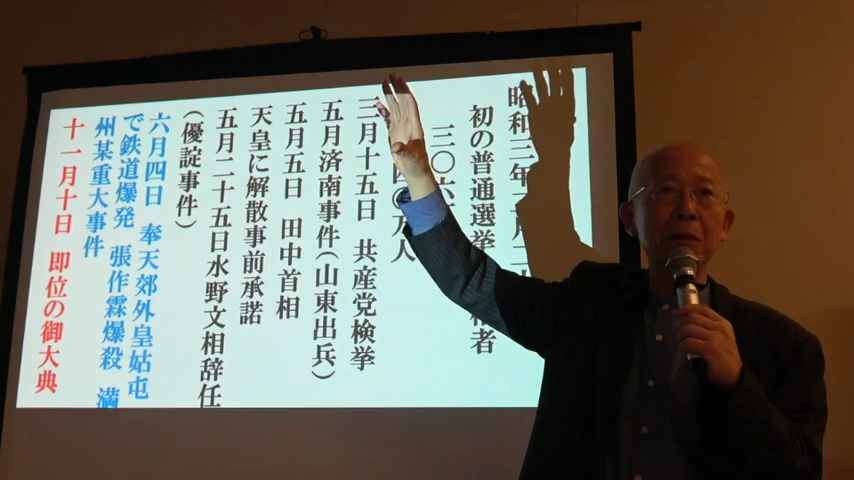 昭和三年
初の普通選挙 者
三〇六
〇万人
三月十五日 共産党検挙
五月済南事件(山東出兵)
五月五日 田中首相
天皇に解散事前承諾
五月二十五日水野文相辞任
(優諚事件)
六月四日 奉天郊外皇姑屯
で鉄道爆発 張作霖爆殺 満
州某重大事件
十一月十日 即位の御大典